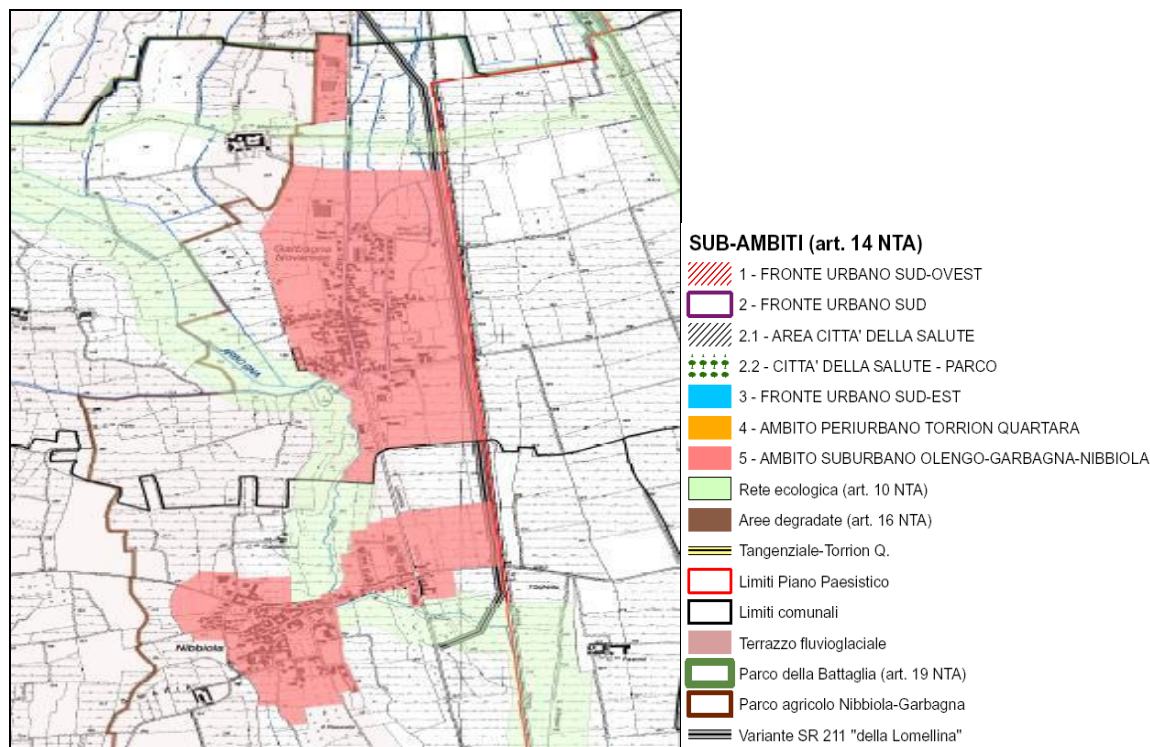 Garbagna
Novarese
ARBOGNA
Nibbiola
SUB-AMBITI (art. 14 NTA)
1 - FRONTE URBANO SUD-OVEST
2 - FRONTE URBANO SUD
2.1 - AREA CITTA' DELLA SALUTE
2.2 - CITTA' DELLA SALUTE - PARCO
3 - FRONTE URBANO SUD-EST
4 - AMBITO PERIURBANO TORRION QUARTARA
5 - AMBITO SUBURBANO OLENGO-GARBAGNA-NIBBIOLA
Rete ecologica (art. 10 NTA)
Aree degradate (art. 16 NTA)
Tangenziale-Torrion Q.
Limiti Piano Paesistico
Limiti comunali
Terrazzo fluvioglaciale
Parco della Battaglia (art. 19 NTA)
Parco agricolo Nibbiola-Garbagna
Variante SR 211 "della Lomellina"